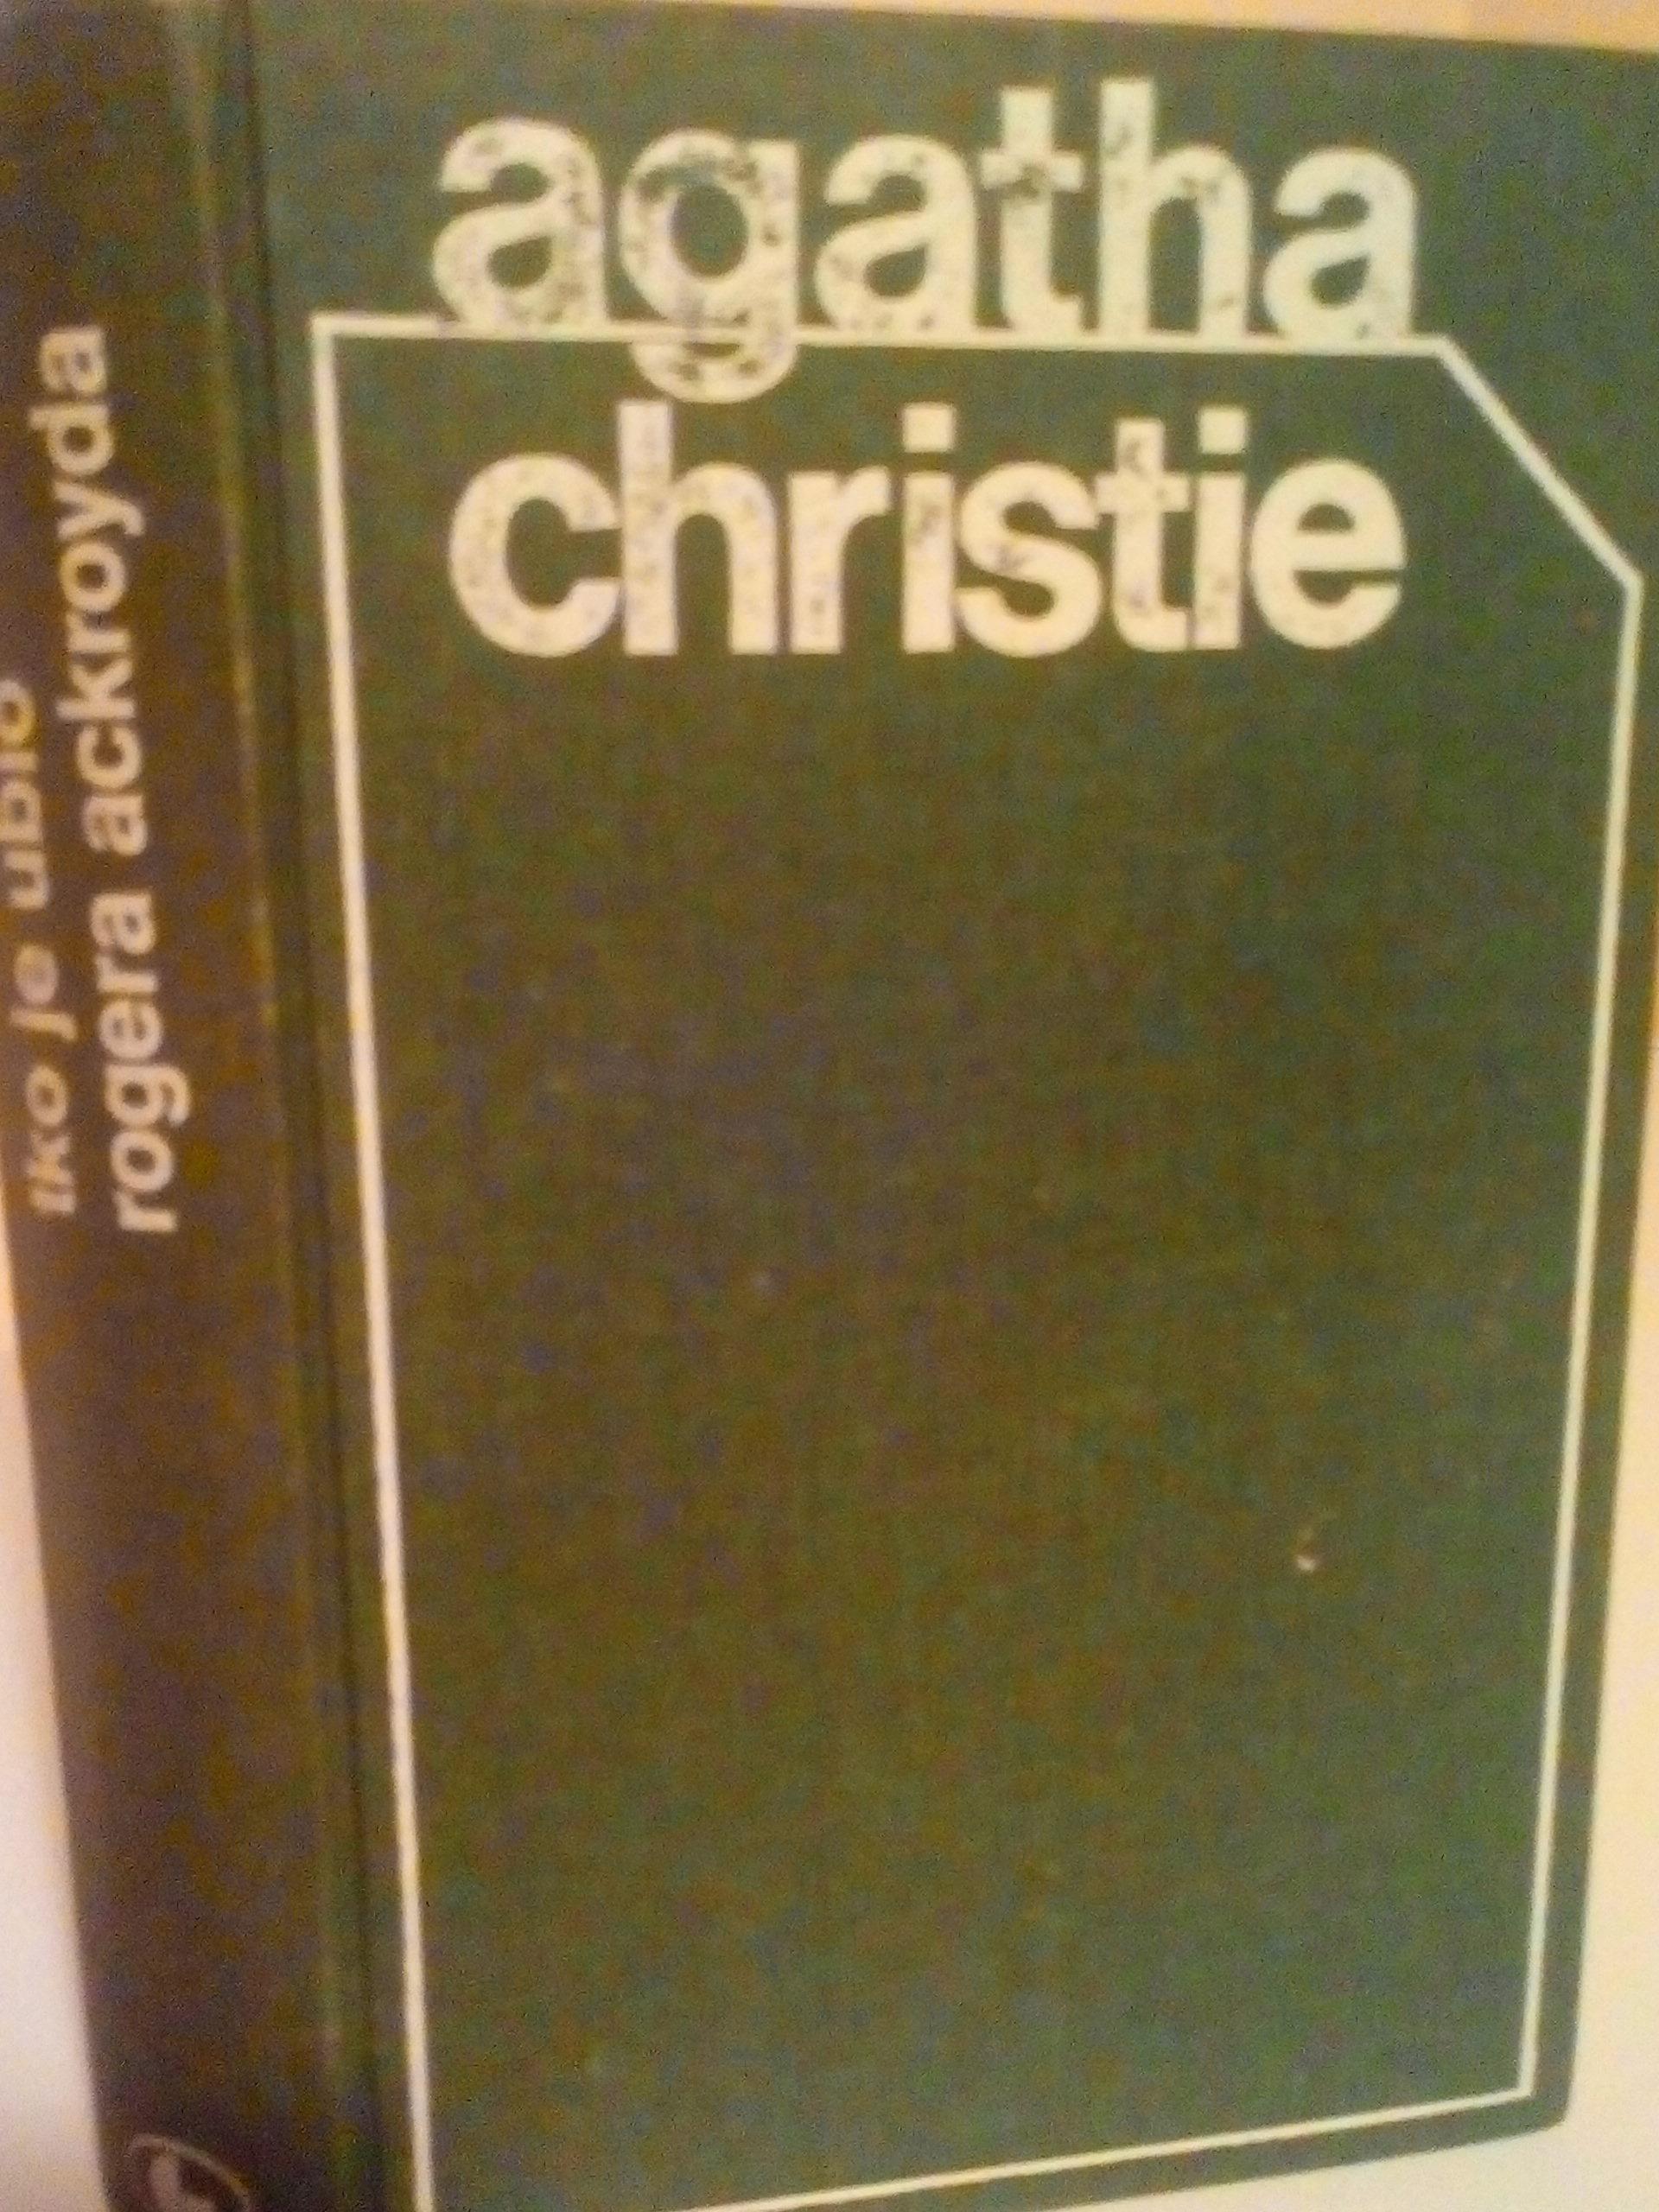 agatha
christie
tko je ubio
rogera ackroyda